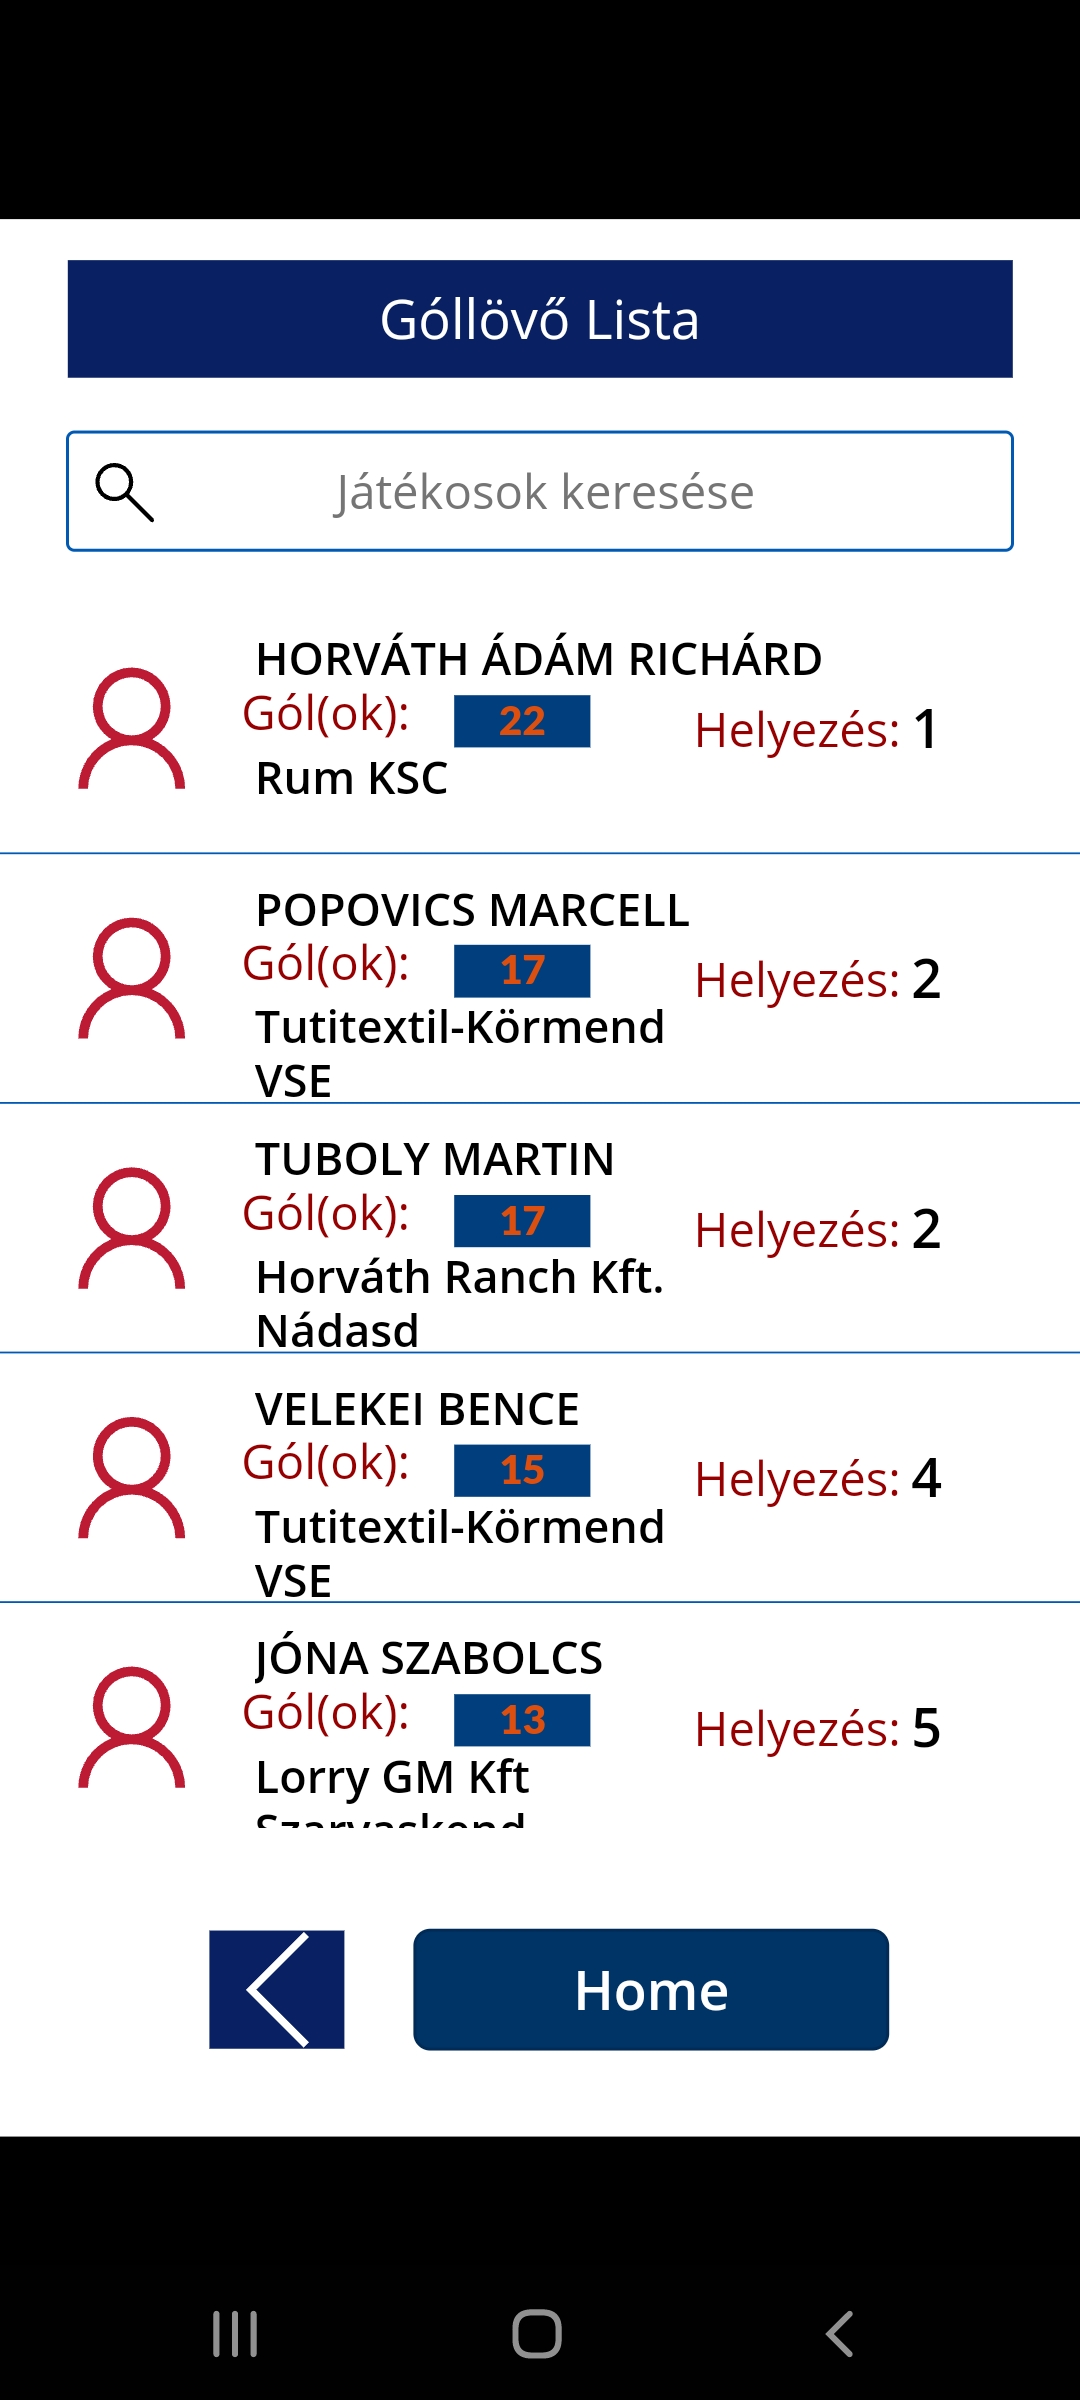 Góllövő Lista
Játékosok keresése
HORVÁTH ÁDÁM RICHÁRD
Gól(ok): 22 Helyezés: 1
Rum KSC
POPOVICS MARCELL
Gól(ok): 17 Helyezés: 2
Tutitextil-Körmend
VSE
TUBOLY MARTIN
Gól(ok): 17 Helyezés: 2
Horváth Ranch Kft.
Nádasd
VELEKEI BENCE
Gól(ok): 15 Helyezés: 4
Tutitextil-Körmend
VSE
JÓNA SZABOLCS
Gól(ok): 13 Helyezés: 5
Lorry GM Kft
Szarvaskend
Home